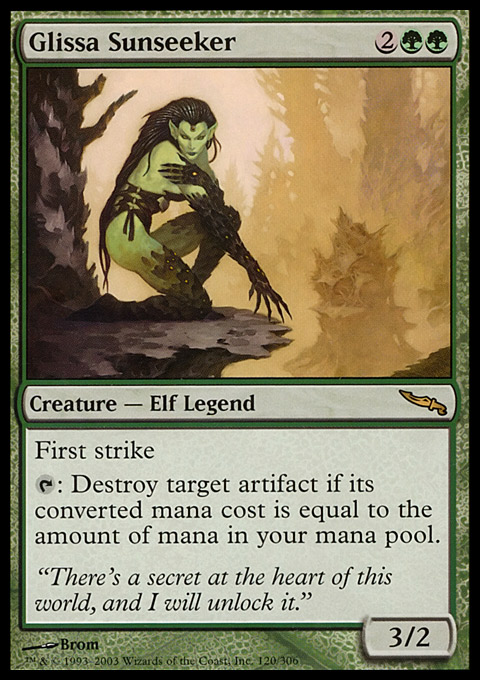 Glissa Sunseeker 2
Creature — Elf Legend
First strike
: Destroy target artifact if its
converted mana cost is equal to the
amount of mana in your mana pool.
“There's a secret at the heart of this
world, and I will unlock it.”
Brom
3/2
™ & © 1993–2003 Wizards of the Coast, Inc. 120/306